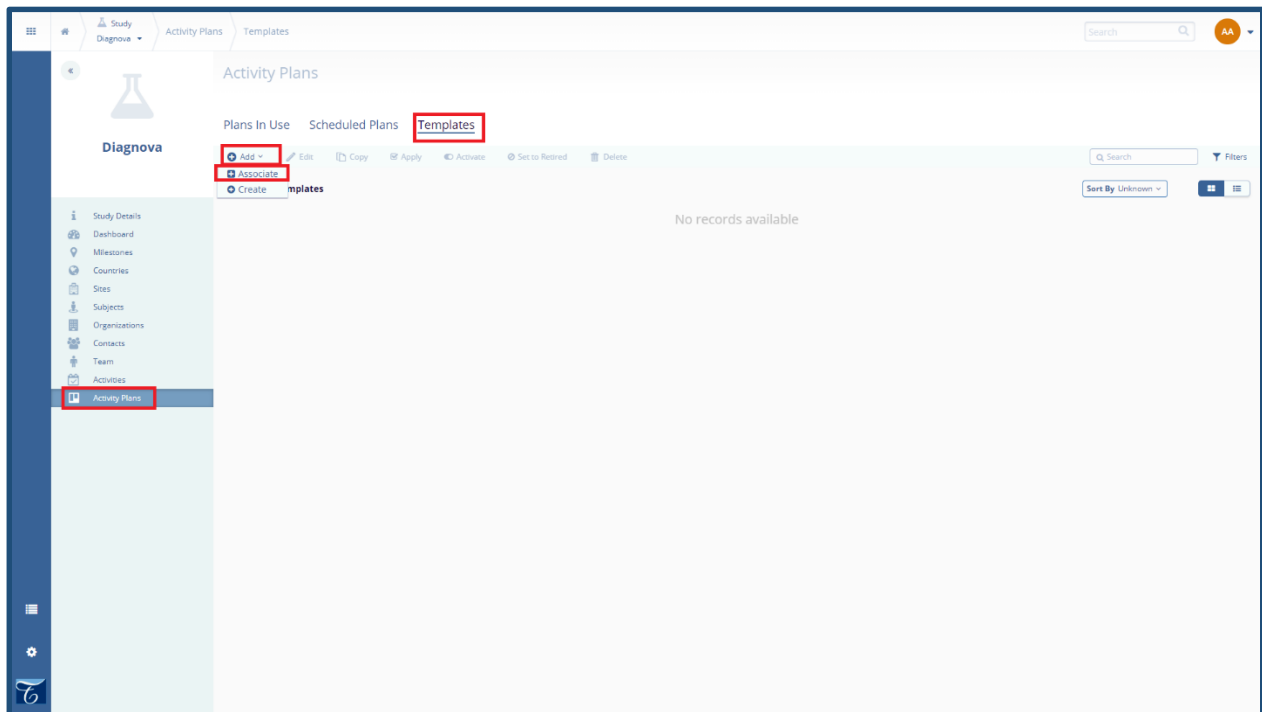 Study
Diagnova
Activity Plans
Templates
Search
AA
Activity Plans
Diagnova
Plans In Use Scheduled Plans Templates
Add Edit Copy Apply Activate Set to Retired Delete
Search
Filters
Associate
Create
mplates
Sort By Unknown
No records available
Study Details
Dashboard
Milestones
Countries
Sites
Subjects
Organizations
Contacts
Team
Activities
Activity Plans